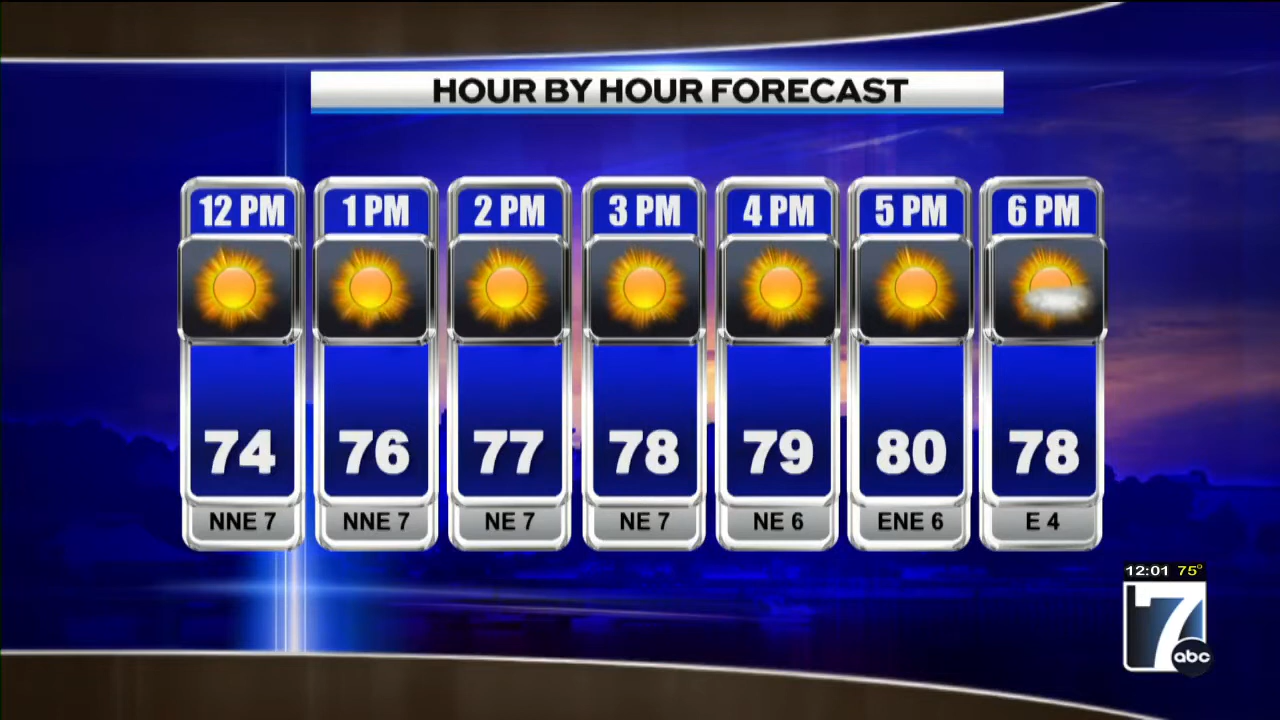 HOUR BY HOUR FORECAST
12 PM 1 PM 2 PM 3 PM 4 PM 5 PM 6 PM
74 76 77 78 79 80 78
NNE 7 NNE 7 NE 7 NE 7 NE 6 ENE 6 E 4
12:01 75°
7
abc